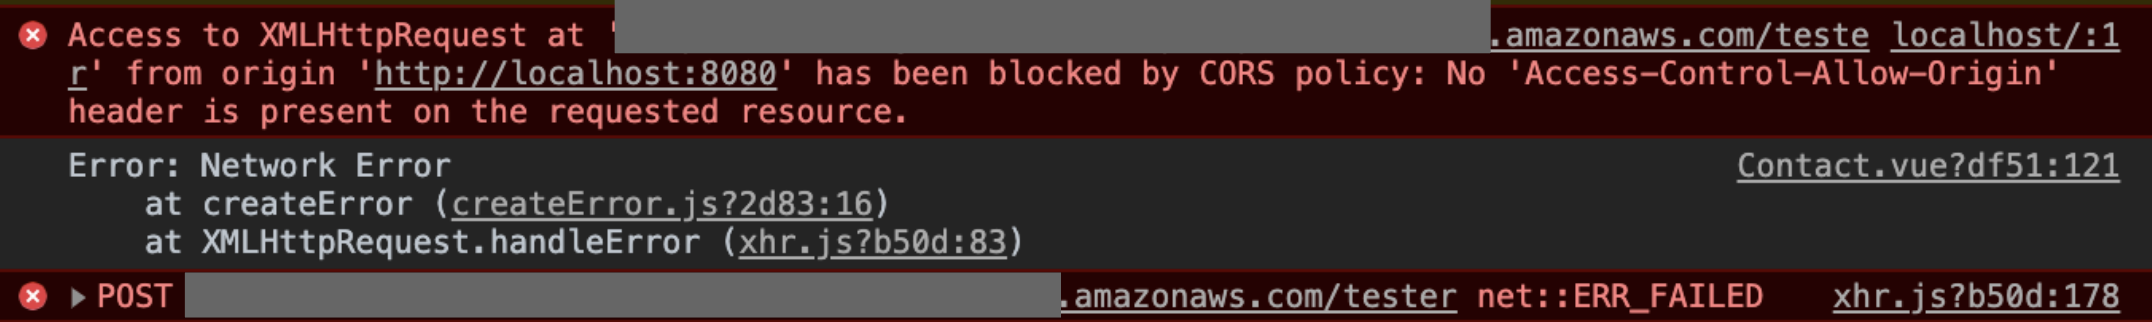 Access to XMLHttpRequest at '.amazonaws.com/teste localhost/:1
r' from origin 'http://localhost:8080' has been blocked by CORS policy: No 'Access-Control-Allow-Origin'
header is present on the requested resource.
Error: Network Error Contact.vue?df51:121
at createError (createError.js?2d83:16)
at XMLHttpRequest.handleError (xhr.js?b50d:83)
POST .amazonaws.com/tester net::ERR_FAILED xhr.js?b50d:178